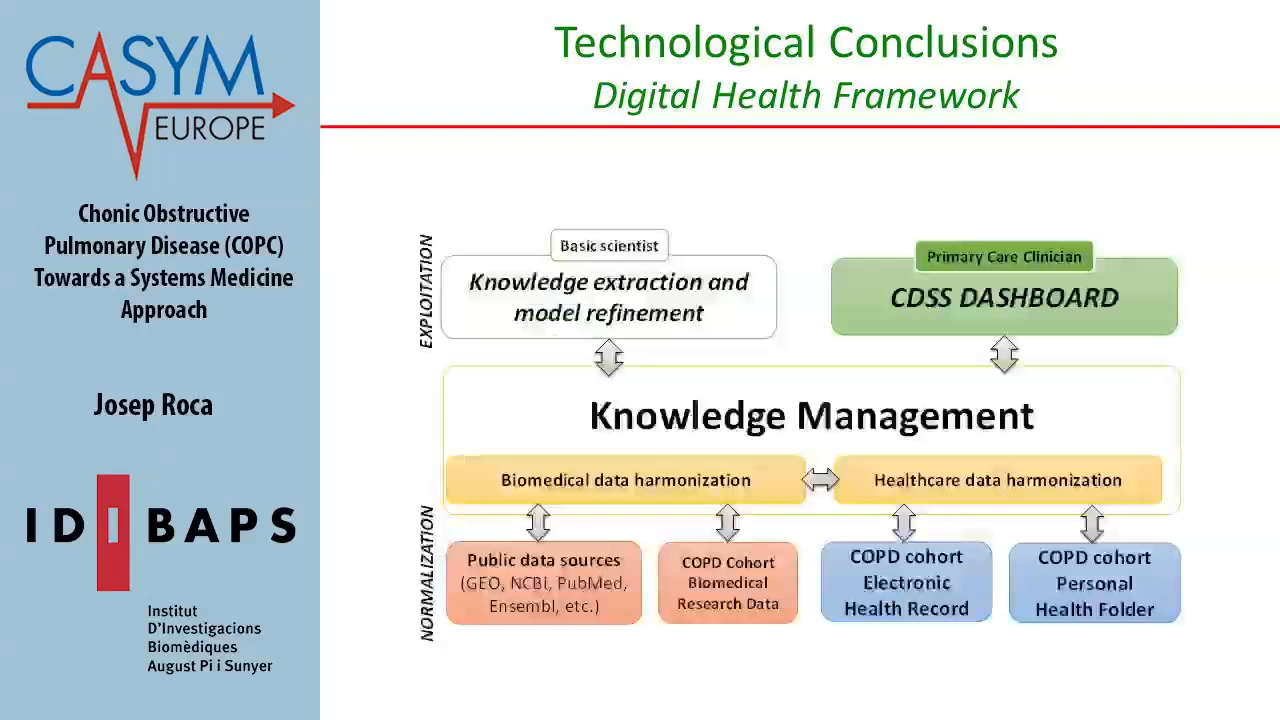 CASYM
EUROPE
Chonic Obstructive
Pulmonary Disease (COPC)
Towards a Systems Medicine
Approach
Josep Roca
IDIBAPS
Institut
D'Investigacions
Biomèdiques
August Pi i Sunyer
Technological Conclusions
Digital Health Framework
EXPLOITATION
Basic scientist
Knowledge extraction and
model refinement
Primary Care Clinician
CDSS DASHBOARD
Knowledge Management
Biomedical data harmonization
Healthcare data harmonization
NORMALIZATION
Public data sources
(GEO, NCBI, PubMed,
Ensembl, etc.)
COPD Cohort
Biomedical
Research Data
COPD cohort
Electronic
Health Record
COPD cohort
Personal
Health Folder